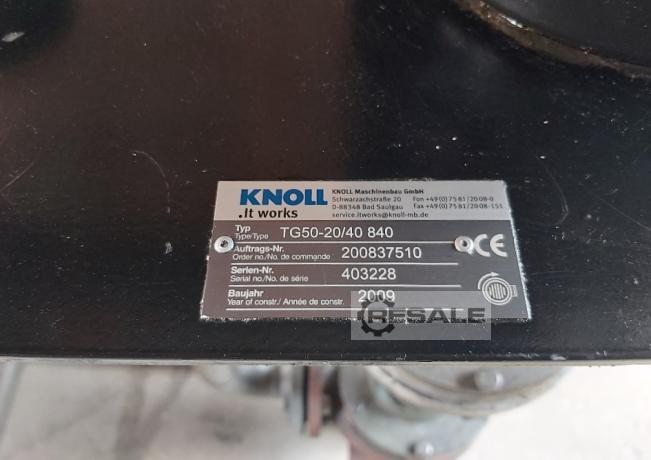 KNOLL
.It works
KNOLL Maschinenbau GmbH
Schwarzachstraße 20 Fon +49(0)7581/2008-0
D-88348 Bad Saulgau Fax +49(0)7581/2008-151
service.itworks@knoll-mb.de
Typ
Type/Type TG50-20/40 840
Auftrags-Nr.
Order no./No. de commande 200837510
Serien-Nr.
Serial no./No. de série 403228
Baujahr
Year of constr. / Année de constr. 2009
CE
RESALE